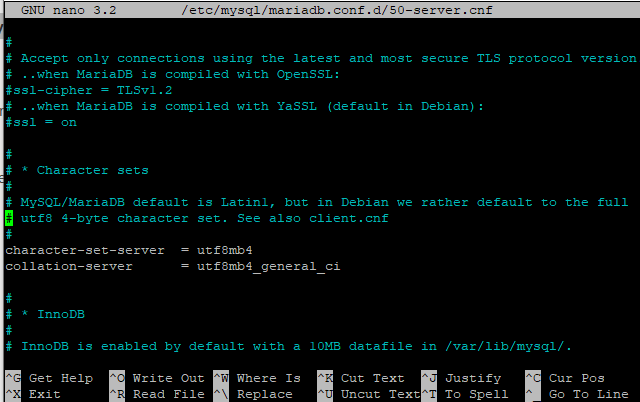 GNU nano 3.2 /etc/mysql/mariadb.conf.d/50-server.cnf
#
# Accept only connections using the latest and most secure TLS protocol version
# ..when MariaDB is compiled with OpenSSL:
#ssl-cipher = TLSv1.2
# ..when MariaDB is compiled with YaSSL (default in Debian):
#ssl = on
#
# * Character sets
#
# MySQL/MariaDB default is Latin1, but in Debian we rather default to the full
# utf8 4-byte character set. See also client.cnf
#
character-set-server  = utf8mb4
collation-server      = utf8mb4_general_ci
#
# * InnoDB
#
# InnoDB is enabled by default with a 10MB datafile in /var/lib/mysql/.
^G Get Help ^O Write Out ^W Where Is ^K Cut Text ^J Justify ^C Cur Pos
^X Exit ^R Read File ^\ Replace ^U Uncut Text ^T To Spell ^_ Go To Line